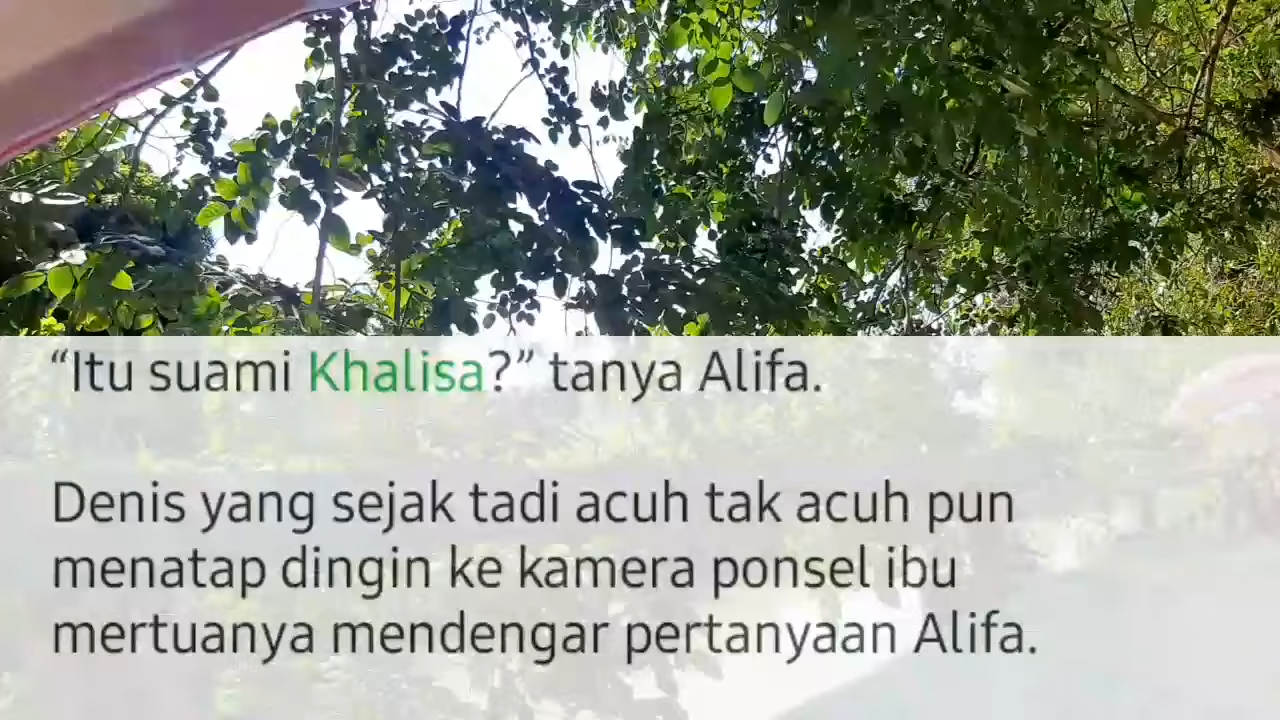 “Itu suami Khalisa?” tanya Alifa.
Denis yang sejak tadi acuh tak acuh pun
menatap dingin ke kamera ponsel ibu
mertuanya mendengar pertanyaan Alifa.